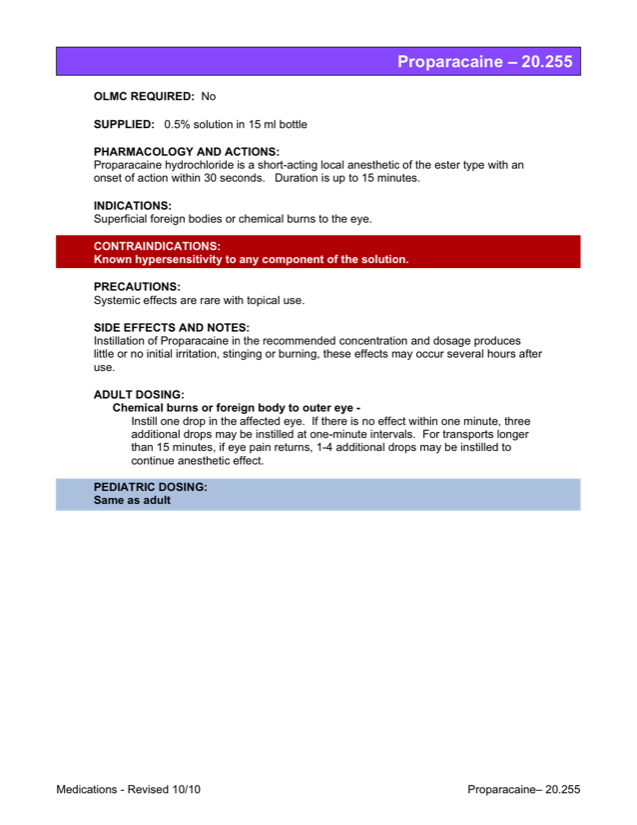 Proparacaine – 20.255
OLMC REQUIRED: No
SUPPLIED: 0.5% solution in 15 ml bottle
PHARMACOLOGY AND ACTIONS:
Proparacaine hydrochloride is a short-acting local anesthetic of the ester type with an
onset of action within 30 seconds. Duration is up to 15 minutes.
INDICATIONS:
Superficial foreign bodies or chemical burns to the eye.
CONTRAINDICATIONS:
Known hypersensitivity to any component of the solution.
PRECAUTIONS:
Systemic effects are rare with topical use.
SIDE EFFECTS AND NOTES:
Instillation of Proparacaine in the recommended concentration and dosage produces
little or no initial irritation, stinging or burning, these effects may occur several hours after
use.
ADULT DOSING:
Chemical burns or foreign body to outer eye -
Instill one drop in the affected eye. If there is no effect within one minute, three
additional drops may be instilled at one-minute intervals. For transports longer
than 15 minutes, if eye pain returns, 1-4 additional drops may be instilled to
continue anesthetic effect.
PEDIATRIC DOSING:
Same as adult
Medications - Revised 10/10
Proparacaine– 20.255